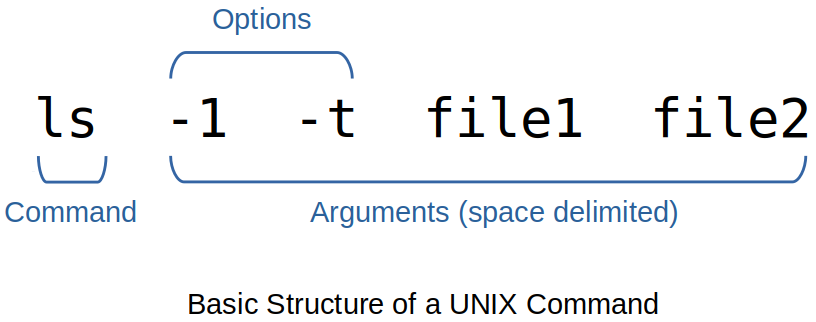 Options
ls -1 -t file1 file2
Command Arguments (space delimited)
Basic Structure of a UNIX Command